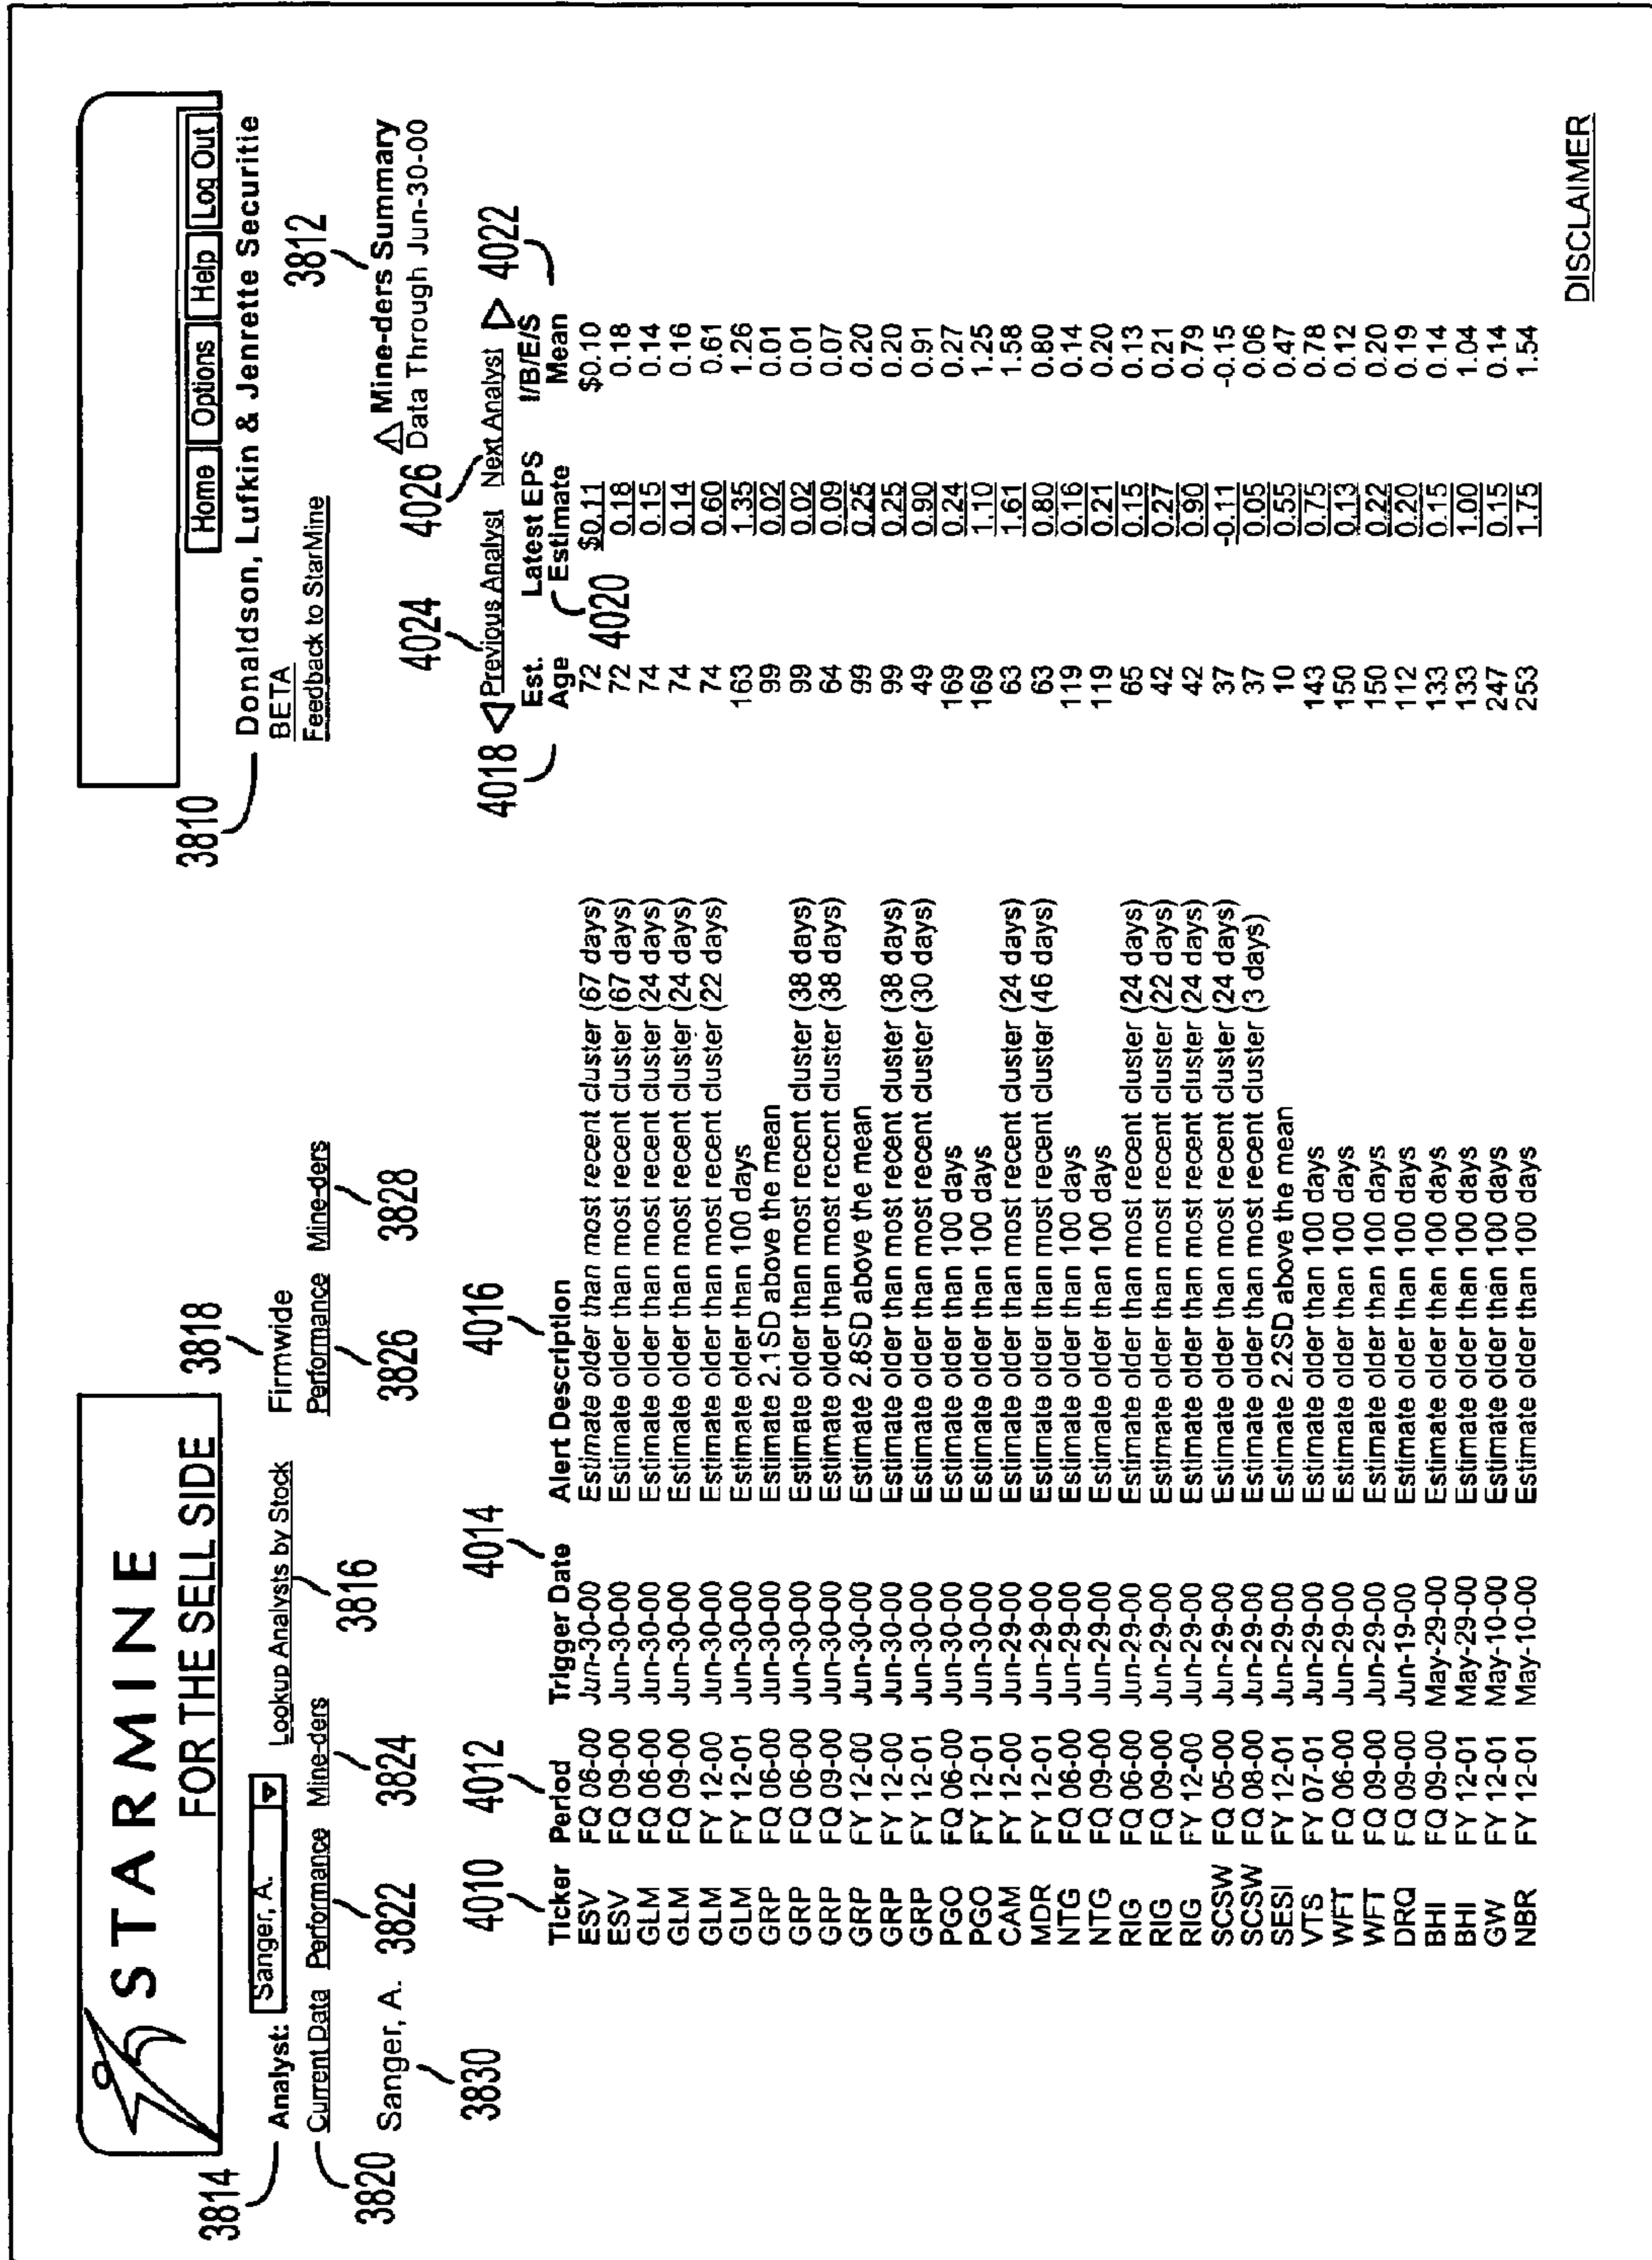 3810
STARMINE
FOR THE SELL SIDE
Home Options Help Log Out
3814 Analyst: Sanger, A. Lookup Analysts by Stock 3818 Firmwide
Donaldson, Lufkin & Jenrette Securitie
BETA
3816
3812
3820 Current Data Performance Mine-ders Performance Mine-ders
Feedback to StarMine
Sanger, A. 3822 3824 3826 3828
Mine-ders Summary
Data Through Jun-30-00
3830
4024 4026
4010 4012 4014 4016 4018 Previous Analyst Next Analyst 4022
Ticker Period Trigger Date Alert Description Est. Age Latest EPS Estimate I/B/E/S Mean
4020
ESV FQ 06-00 Jun-30-00 Estimate older than most recent cluster (67 days) 72 $0.11 $0.10
ESV FQ 09-00 Jun-30-00 Estimate older than most recent cluster (67 days) 72 0.18 0.18
GLM FQ 06-00 Jun-30-00 Estimate older than most recent cluster (24 days) 74 0.15 0.14
GLM FQ 09-00 Jun-30-00 Estimate older than most recent cluster (24 days) 74 0.14 0.16
GLM FY 12-00 Jun-30-00 Estimate older than most recent cluster (22 days) 74 0.60 0.61
GLM FY 12-01 Jun-30-00 Estimate older than 100 days 163 1.35 1.26
GRP FQ 06-00 Jun-30-00 Estimate 2.1SD above the mean 99 0.02 0.01
GRP FQ 06-00 Jun-30-00 Estimate older than most recent cluster (38 days) 99 0.02 0.01
GRP FQ 09-00 Jun-30-00 Estimate older than most recent cluster (38 days) 64 0.09 0.07
GRP FY 12-00 Jun-30-00 Estimate 2.8SD above the mean 99 0.25 0.20
GRP FY 12-00 Jun-30-00 Estimate older than most recent cluster (38 days) 99 0.25 0.20
GRP FY 12-01 Jun-30-00 Estimate older than most recent cluster (30 days) 49 0.90 0.91
PGO FQ 06-00 Jun-30-00 Estimate older than 100 days 169 0.24 0.27
PGO FY 12-01 Jun-30-00 Estimate older than 100 days 169 1.10 1.25
CAM FY 12-00 Jun-29-00 Estimate older than most recent cluster (24 days) 63 1.61 1.58
MDR FY 12-01 Jun-29-00 Estimate older than most recent cluster (46 days) 63 0.80 0.80
NTG FQ 06-00 Jun-29-00 Estimate older than 100 days 119 0.16 0.14
NTG FQ 09-00 Jun-29-00 Estimate older than 100 days 119 0.21 0.20
RIG FQ 06-00 Jun-29-00 Estimate older than most recent cluster (24 days) 65 0.15 0.13
RIG FQ 09-00 Jun-29-00 Estimate older than most recent cluster (22 days) 42 0.27 0.21
RIG FY 12-00 Jun-29-00 Estimate older than most recent cluster (24 days) 42 0.90 0.79
SCSW FQ 05-00 Jun-29-00 Estimate older than most recent cluster (24 days) 37 -0.11 -0.15
SCSW FQ 08-00 Jun-29-00 Estimate older than most recent cluster (3 days) 37 0.05 0.06
SESI FY 12-01 Jun-29-00 Estimate 2.2SD above the mean 10 0.55 0.47
VTS FY 07-01 Jun-29-00 Estimate older than 100 days 143 0.75 0.78
WFT FQ 06-00 Jun-29-00 Estimate older than 100 days 150 0.13 0.12
WFT FQ 09-00 Jun-29-00 Estimate older than 100 days 150 0.22 0.20
DRQ FQ 09-00 Jun-19-00 Estimate older than 100 days 112 0.20 0.19
BHI FQ 09-00 May-29-00 Estimate older than 100 days 133 0.15 0.14
BHI FY 12-01 May-29-00 Estimate older than 100 days 133 1.00 1.04
GW FY 12-01 May-10-00 Estimate older than 100 days 247 0.15 0.14
NBR FY 12-01 May-10-00 Estimate older than 100 days 253 1.75 1.54
DISCLAIMER